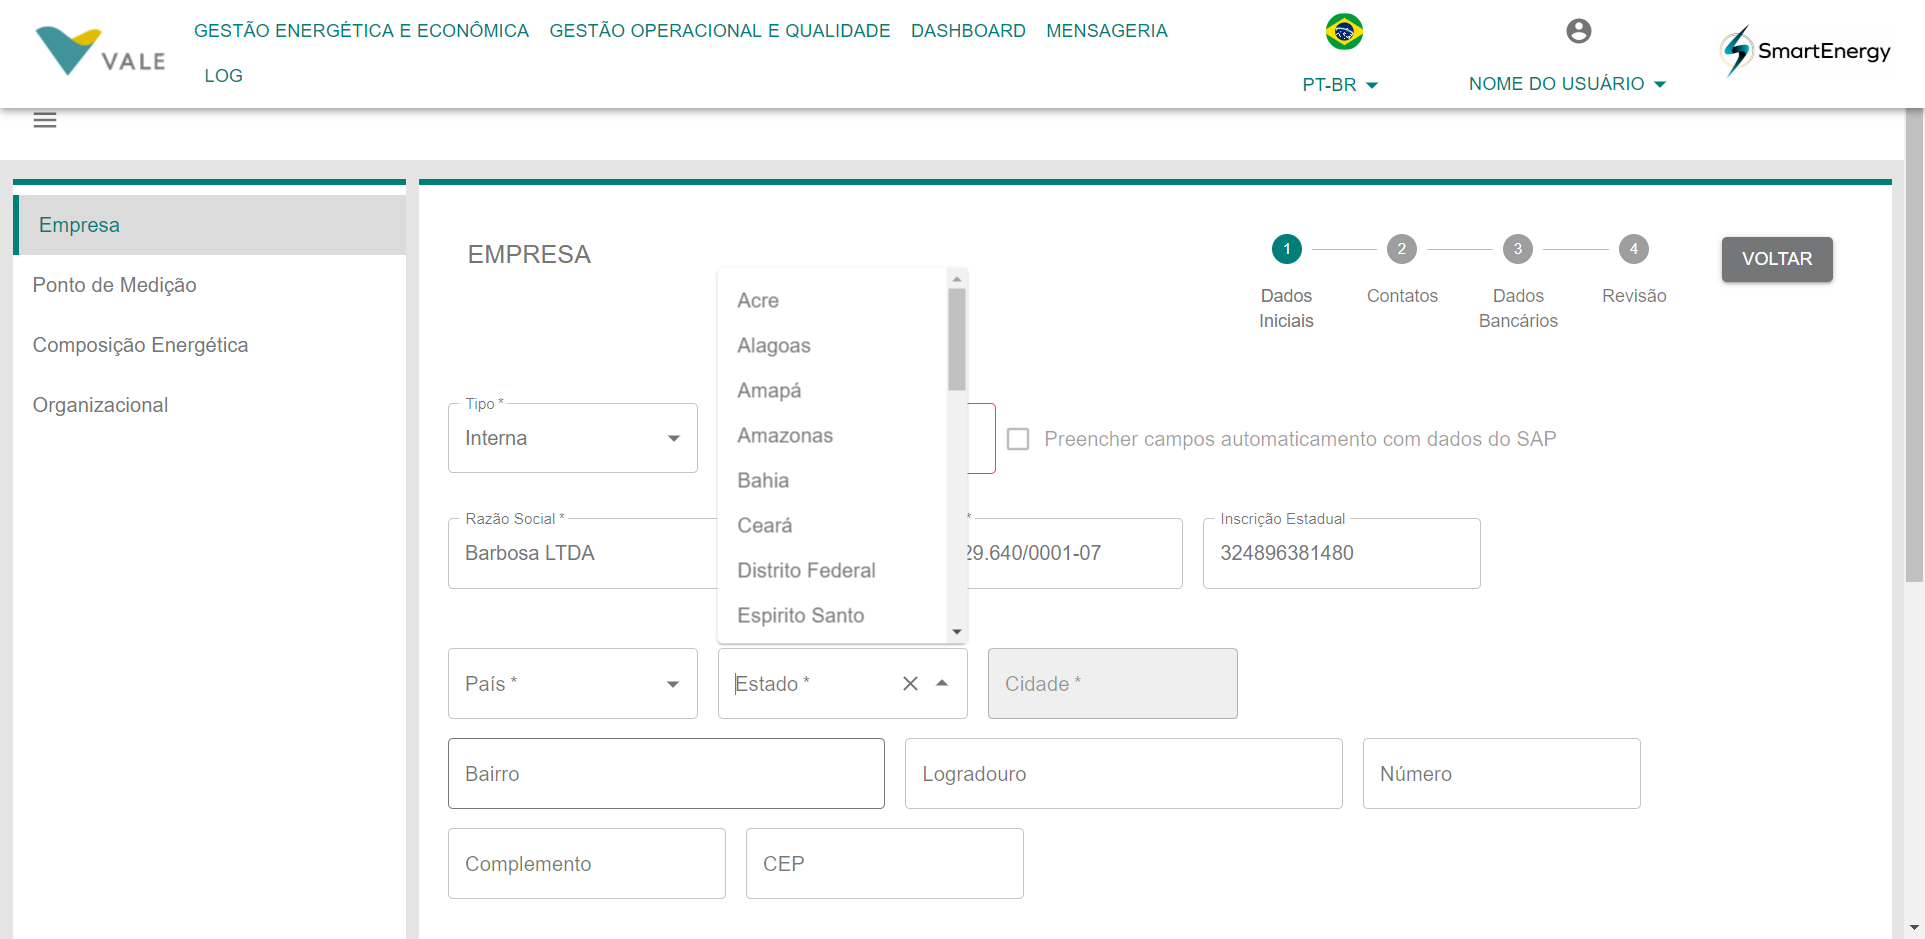 VALE
GESTÃO ENERGÉTICA E ECONÔMICA GESTÃO OPERACIONAL E QUALIDADE DASHBOARD MENSAGERIA
LOG
PT-BR
NOME DO USUÁRIO
SmartEnergy
Empresa
Ponto de Medição
Composição Energética
Organizacional
EMPRESA
1 2 3 4
Dados Iniciais
Contatos
Dados Bancários
Revisão
VOLTAR
Acre
Alagoas
Amapá
Amazonas
Bahia
Ceará
Distrito Federal
Espirito Santo
Tipo *
Interna
Preencher campos automaticamento com dados do SAP
Razão Social *
Barbosa LTDA
*
29.640/0001-07
Inscrição Estadual
324896381480
País *
Estado *
Cidade *
Bairro
Logradouro
Número
Complemento
CEP